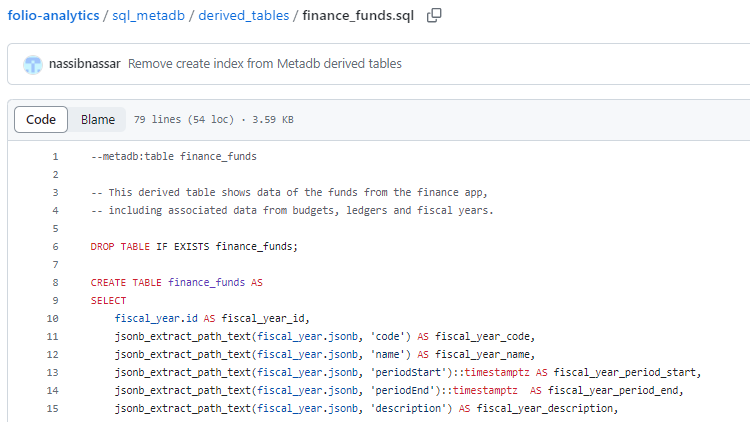 folio-analytics / sql_metadb / derived_tables / finance_funds.sql
nassibnassar Remove create index from Metadb derived tables
Code Blame 79 lines (54 loc) · 3.59 KB
1 --metadb:table finance_funds
2
3 -- This derived table shows data of the funds from the finance app,
4 -- including associated data from budgets, ledgers and fiscal years.
5
6 DROP TABLE IF EXISTS finance_funds;
7
8 CREATE TABLE finance_funds AS
9 SELECT
10 fiscal_year.id AS fiscal_year_id,
11 jsonb_extract_path_text(fiscal_year.jsonb, 'code') AS fiscal_year_code,
12 jsonb_extract_path_text(fiscal_year.jsonb, 'name') AS fiscal_year_name,
13 jsonb_extract_path_text(fiscal_year.jsonb, 'periodStart')::timestamptz AS fiscal_year_period_start,
14 jsonb_extract_path_text(fiscal_year.jsonb, 'periodEnd')::timestamptz  AS fiscal_year_period_end,
15 jsonb_extract_path_text(fiscal_year.jsonb, 'description') AS fiscal_year_description,